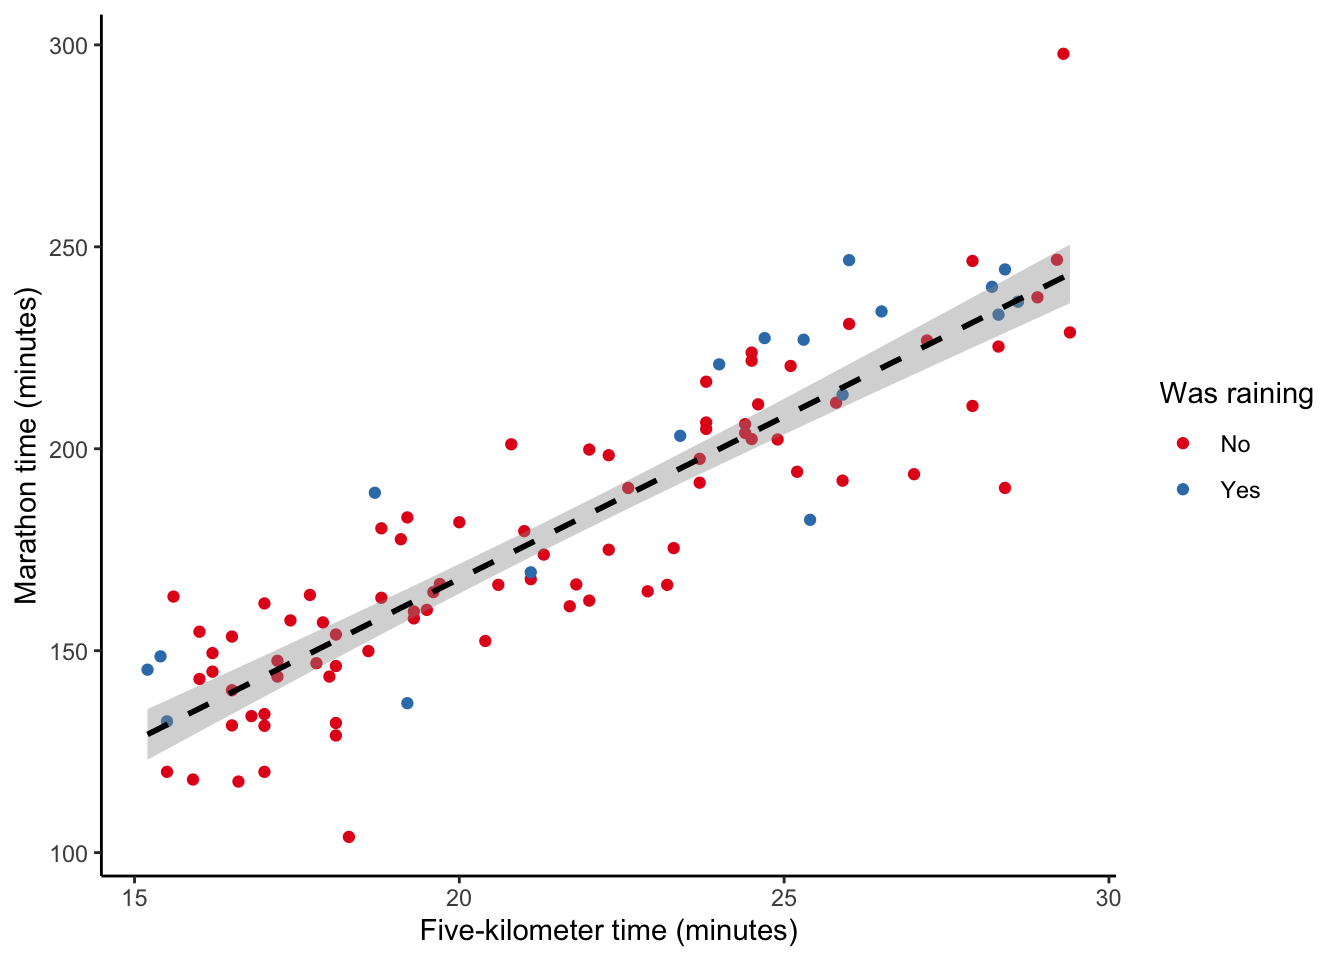 300
250
200
150
100
Marathon time (minutes)
15 20 25 30
Five-kilometer time (minutes)
Was raining
No
Yes